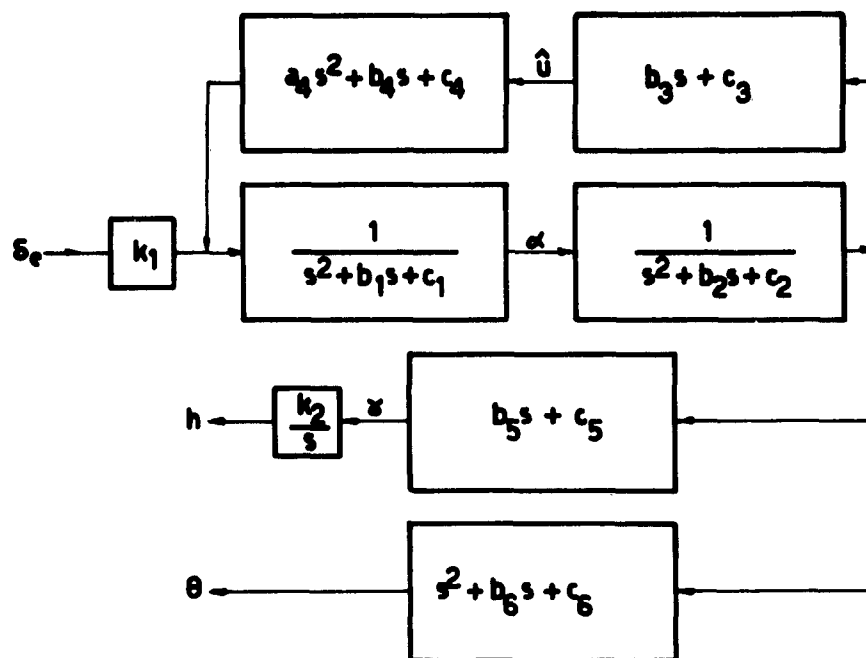 a₄s² + b₄s + c₄
û
b₃s + c₃
δₑ
k₁
1
s² + b₁s + c₁
α
1
s² + b₂s + c₂
h
k₂
s
γ
b₅s + c₅
θ
s² + b₆s + c₆